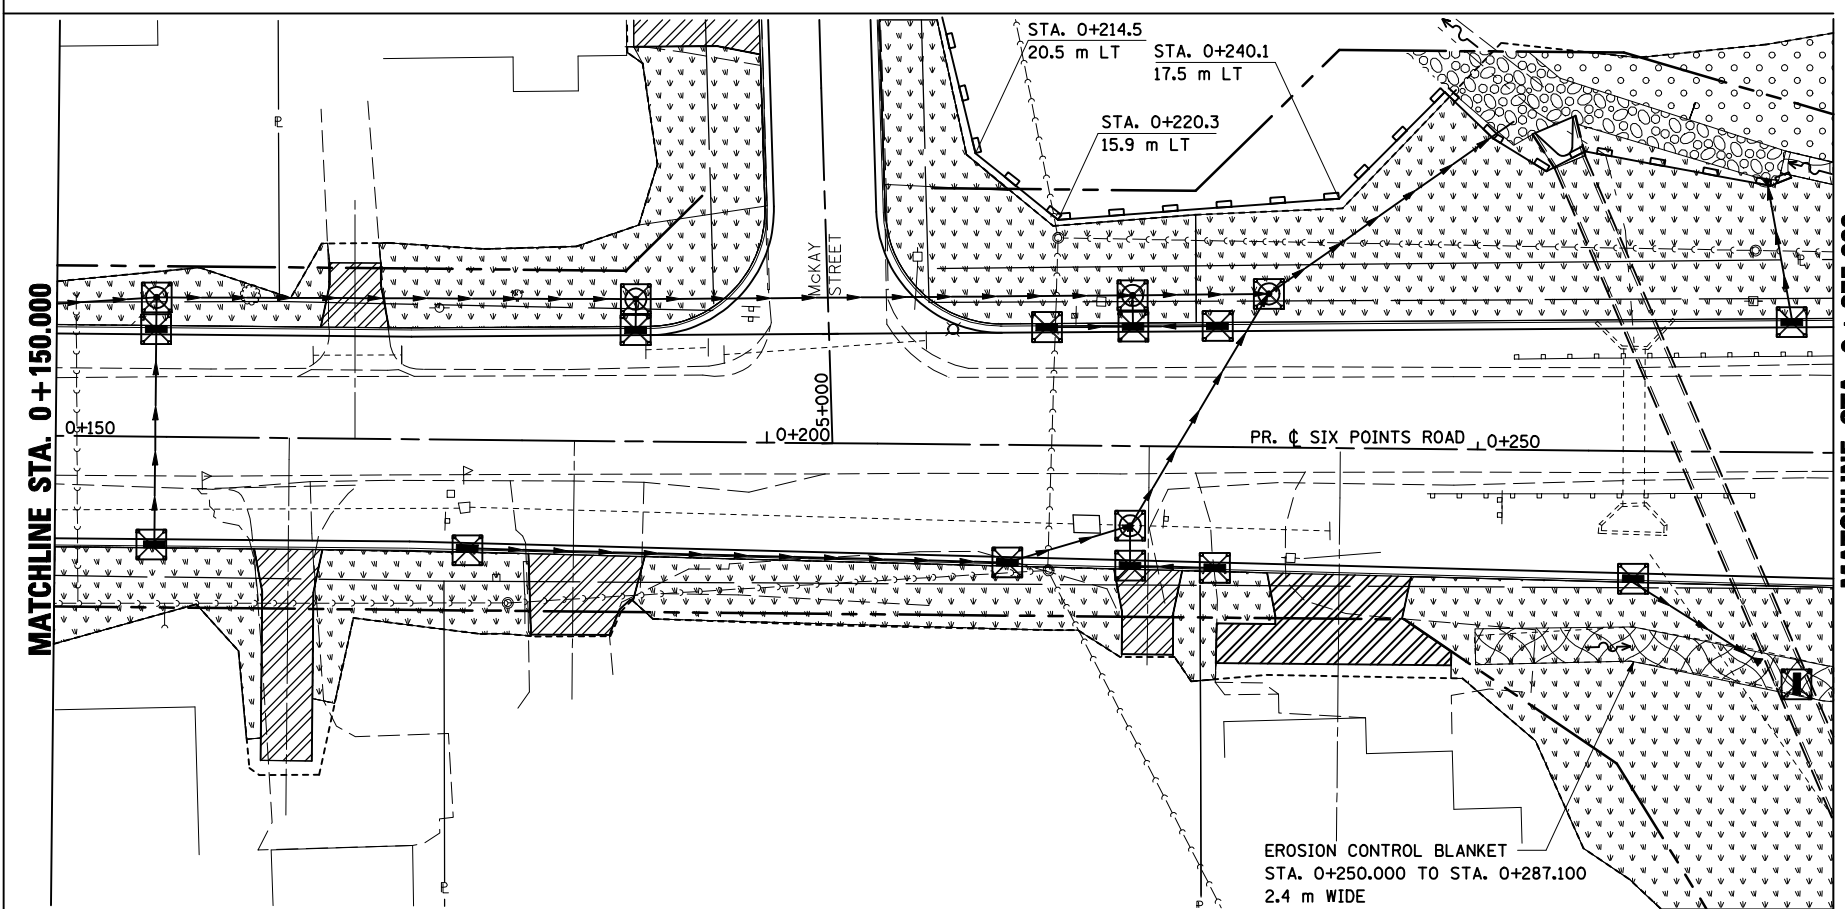 STA. 0+214.5
20.5 m LT
STA. 0+240.1
17.5 m LT
STA. 0+220.3
15.9 m LT
McKAY
STREET
MATCHLINE STA. 0+150.000
0+150
0+200
55+000
PR. ℄ SIX POINTS ROAD
0+250
EROSION CONTROL BLANKET
STA. 0+250.000 TO STA. 0+287.100
2.4 m WIDE